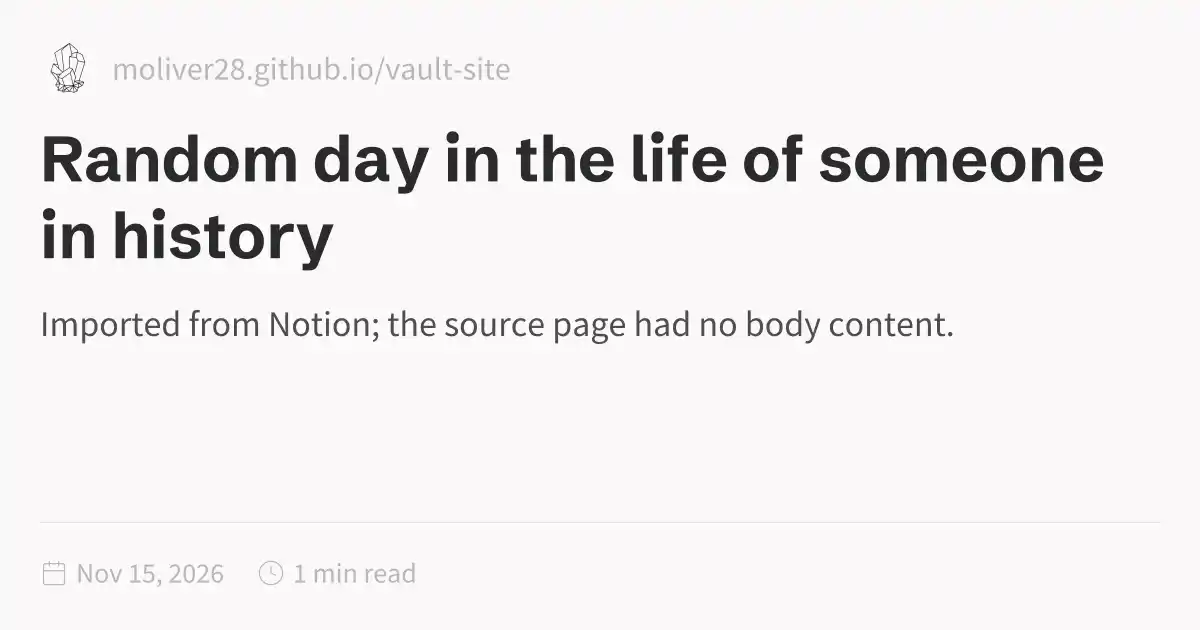 moliver28.github.io/vault-site
Random day in the life of someone
in history
Imported from Notion; the source page had no body content.
Nov 15, 2026
1 min read